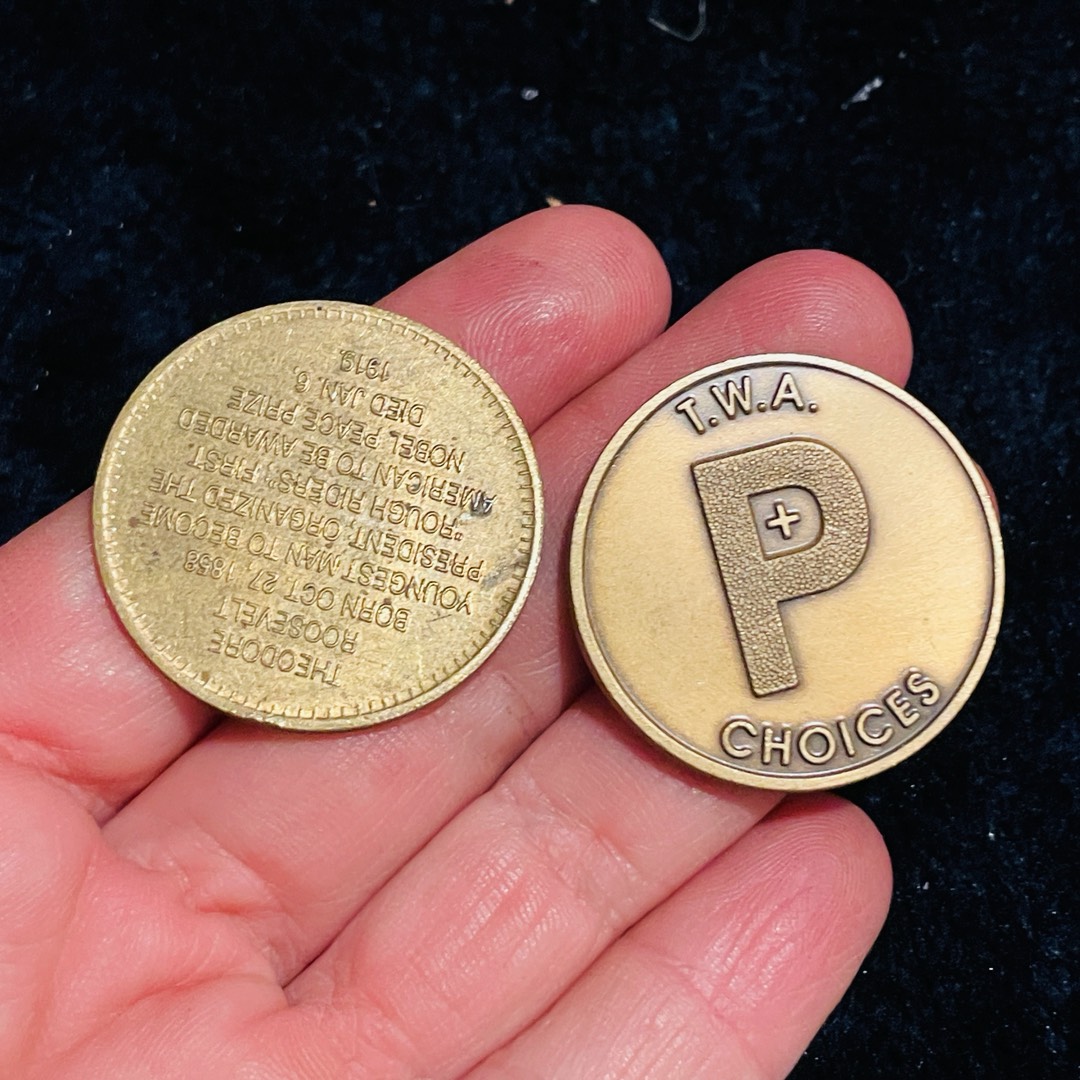 THEODORE
ROOSEVELT
BORN OCT. 27, 1858
YOUNGEST MAN TO BECOME
PRESIDENT, ORGANIZED THE
"ROUGH RIDERS", FIRST
AMERICAN TO BE AWARDED
NOBEL PEACE PRIZE
DIED JAN. 6,
1919.
T.W.A.
P
+
CHOICES